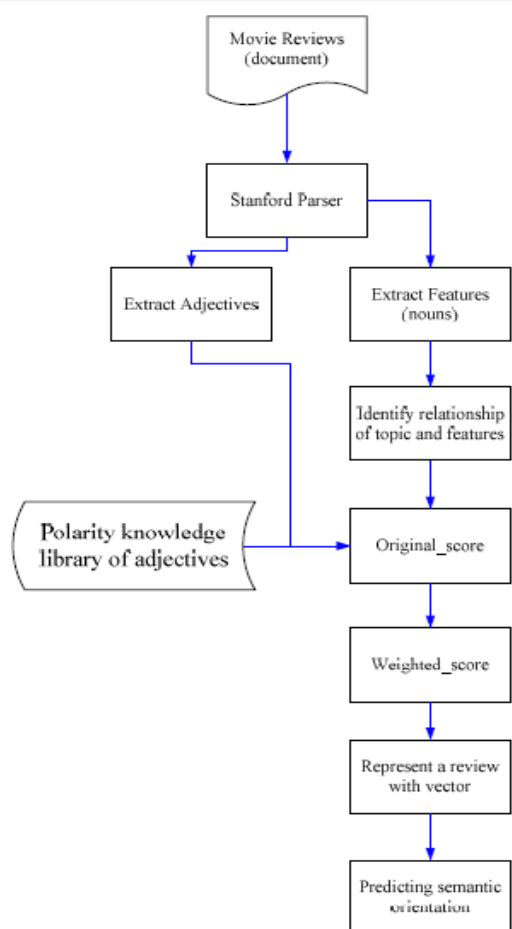 Movie Reviews
(document)
Stanford Parser
Extract Adjectives
Extract Features
(nouns)
Identify relationship
of topic and features
Polarity knowledge
library of adjectives
Original_score
Weighted_score
Represent a review
with vector
Predicting semantic
orientation